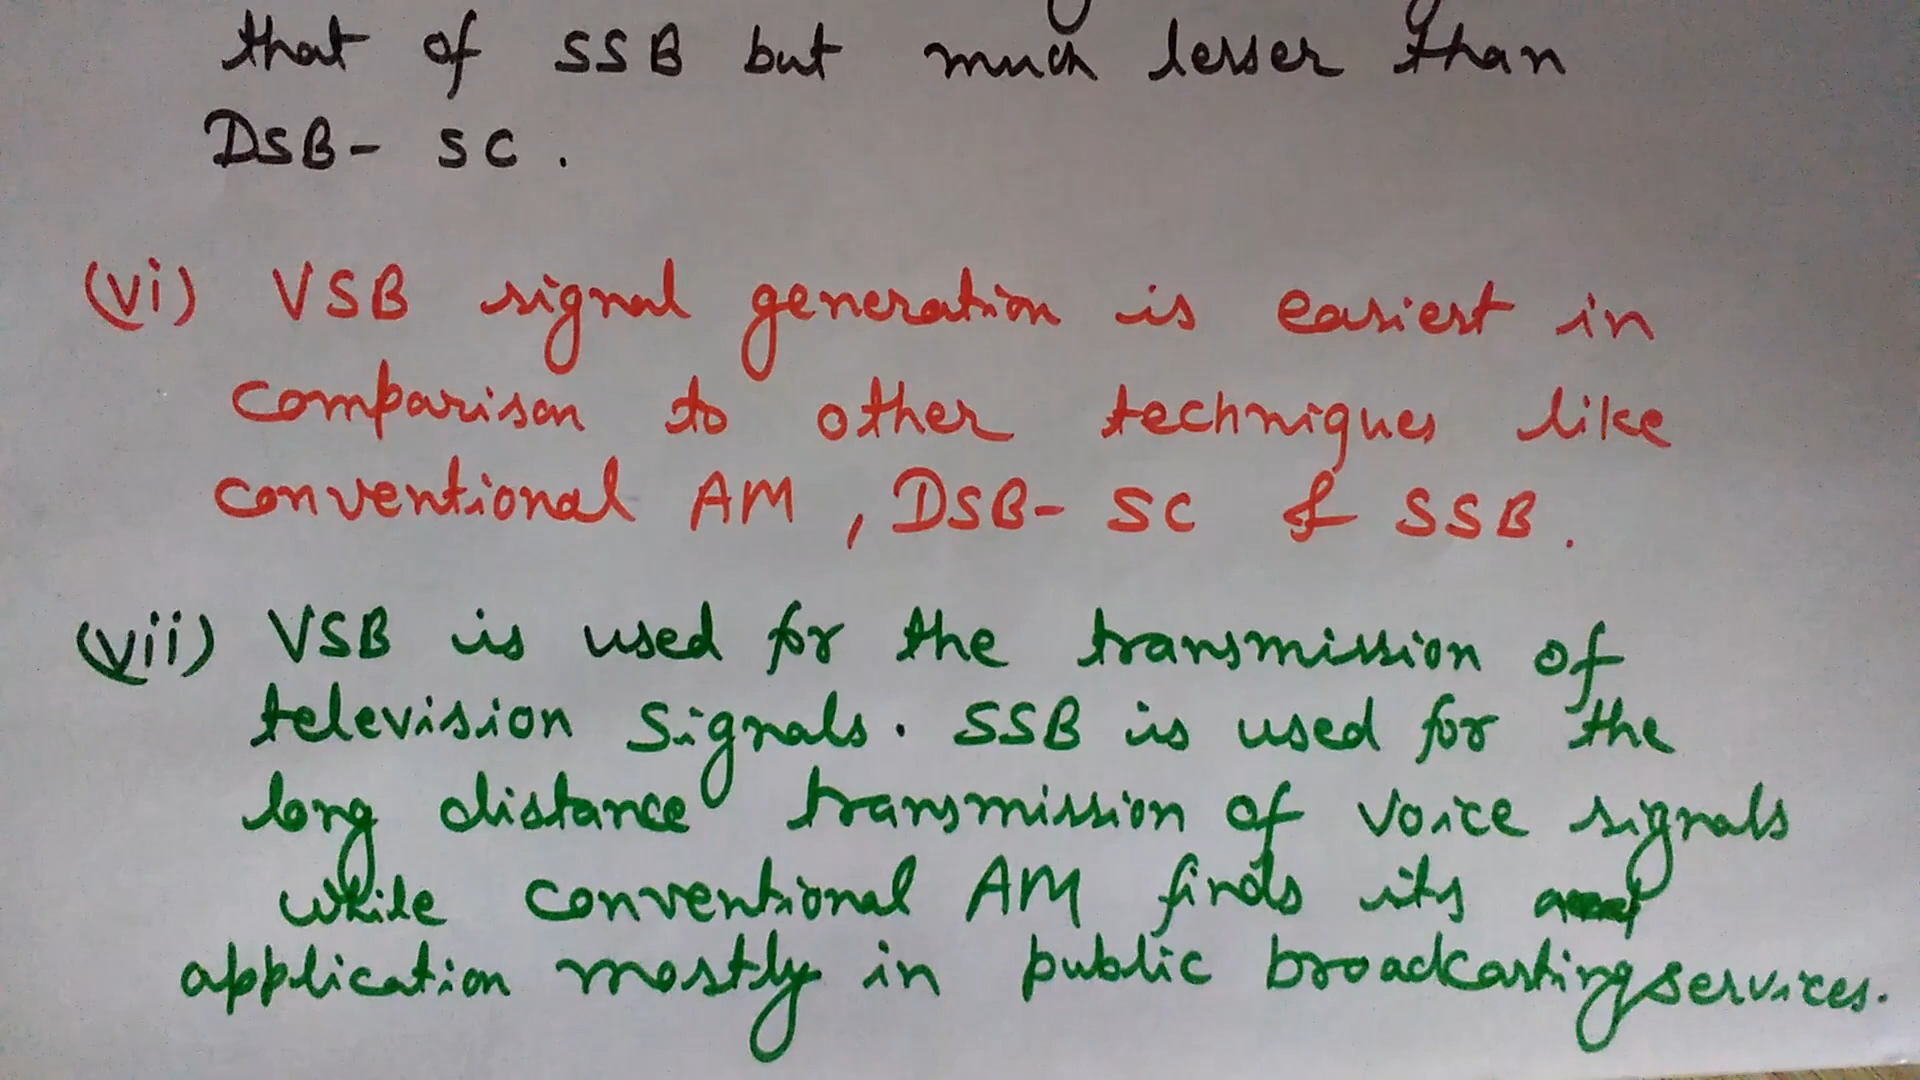 that of SSB but much lesser than
DSB- SC.
(vi) VSB signal generation is easiest in
comparison to other techniques like
conventional AM, DSB- SC & SSB.
(vii) VSB is used for the transmission of
television Signals. SSB is used for the
long distance transmission of voice signals
while conventional AM finds its
application mostly in public broadcasting services.